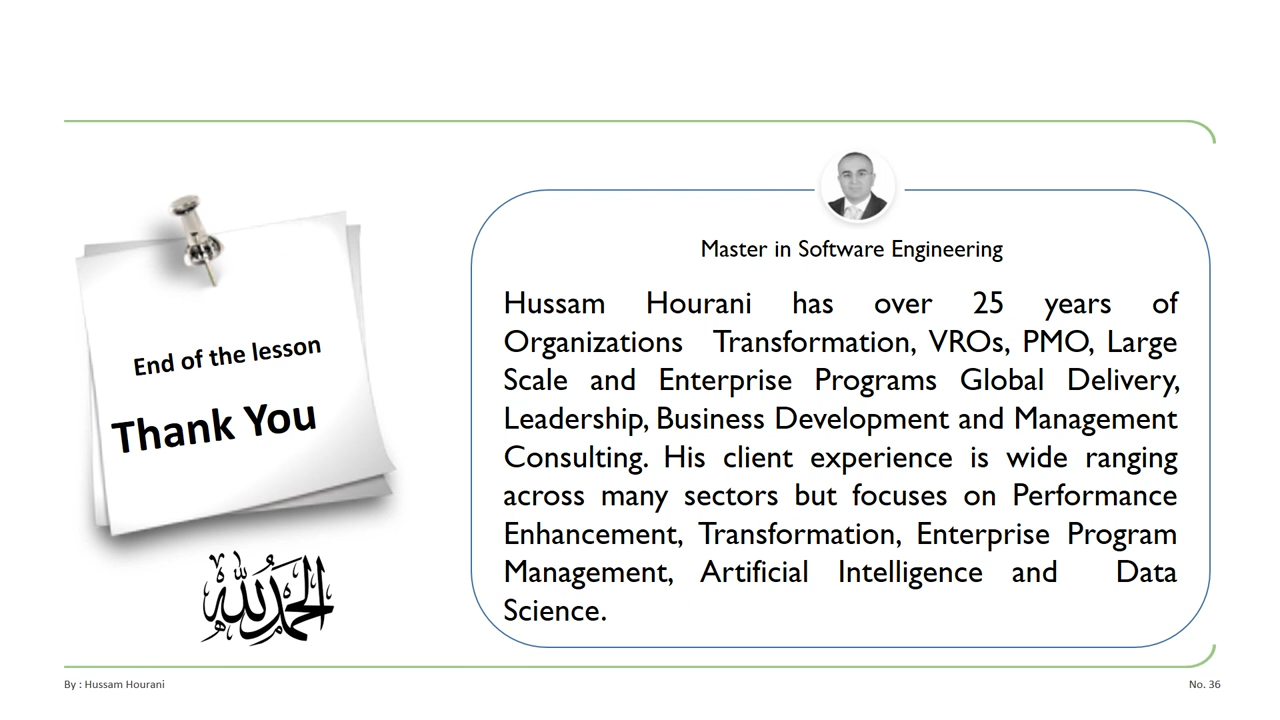 End of the lesson
Thank You
الحمد لله
Master in Software Engineering
Hussam Hourani has over 25 years of
Organizations Transformation, VROs, PMO, Large
Scale and Enterprise Programs Global Delivery,
Leadership, Business Development and Management
Consulting. His client experience is wide ranging
across many sectors but focuses on Performance
Enhancement, Transformation, Enterprise Program
Management, Artificial Intelligence and Data
Science.
By : Hussam Hourani
No. 36